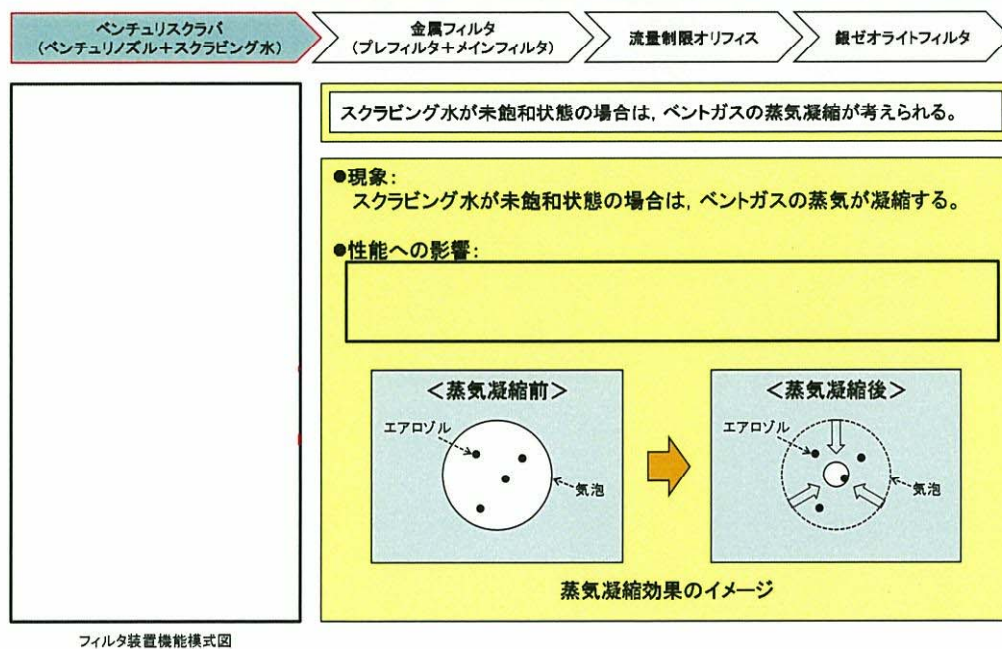 ベンチュリスクラバ
(ベンチュリノズル＋スクラビング水)
金属フィルタ
(プレフィルタ＋メインフィルタ)
流量制限オリフィス
銀ゼオライトフィルタ
スクラビング水が未飽和状態の場合は，ベントガスの蒸気凝縮が考えられる。
●現象：
スクラビング水が未飽和状態の場合は，ベントガスの蒸気が凝縮する。
●性能への影響：
＜蒸気凝縮前＞
エアロゾル
気泡
＜蒸気凝縮後＞
エアロゾル
気泡
蒸気凝縮効果のイメージ
フィルタ装置機能模式図